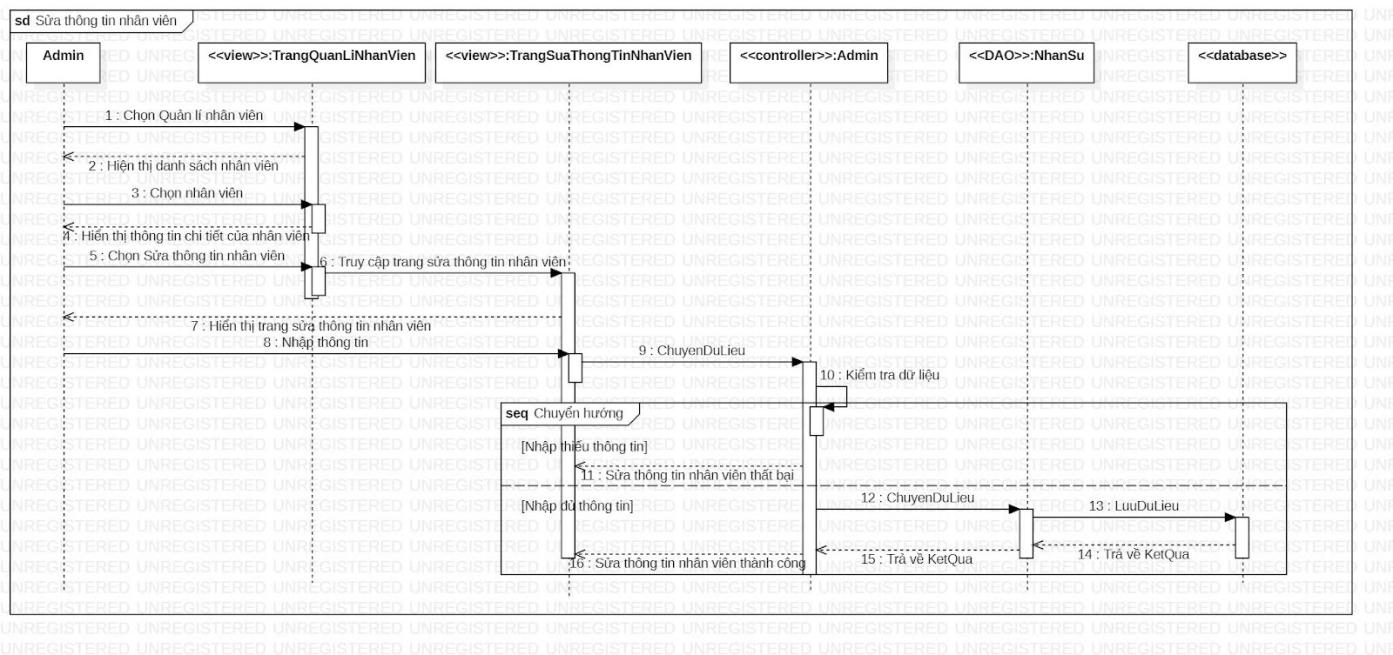 sd Sửa thông tin nhân viên
Admin
<<view>>:TrangQuanLiNhanVien
<<view>>:TrangSuaThongTinNhanVien
<<controller>>:Admin
<<DAO>>:NhanSu
<<database>>
1 : Chọn Quản lí nhân viên
2 : Hiện thị danh sách nhân viên
3 : Chọn nhân viên
4 : Hiển thị thông tin chi tiết của nhân viên
5 : Chọn Sửa thông tin nhân viên
6 : Truy cập trang sửa thông tin nhân viên
7 : Hiển thị trang sửa thông tin nhân viên
8 : Nhập thông tin
9 : ChuyenDuLieu
10 : Kiểm tra dữ liệu
seq Chuyển hướng
[Nhập thiếu thông tin]
11 : Sửa thông tin nhân viên thất bại
[Nhập đủ thông tin]
12 : ChuyenDuLieu
13 : LuuDuLieu
14 : Trả về KetQua
15 : Trả về KetQua
16 : Sửa thông tin nhân viên thành công